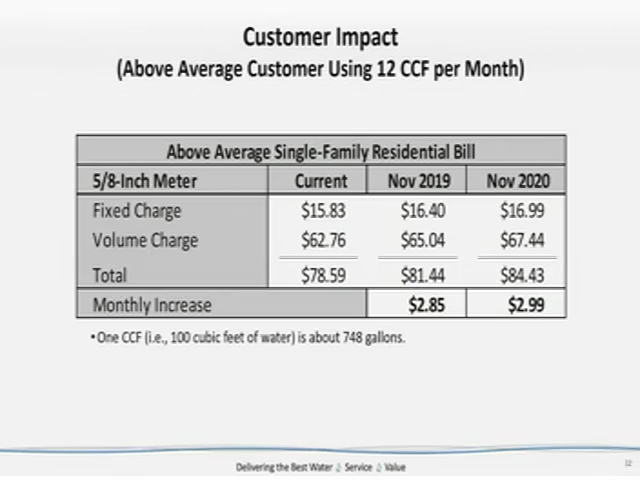 Customer Impact
(Above Average Customer Using 12 CCF per Month)
Above Average Single-Family Residential Bill
5/8-Inch Meter Current Nov 2019 Nov 2020
Fixed Charge $15.83 $16.40 $16.99
Volume Charge $62.76 $65.04 $67.44
Total $78.59 $81.44 $84.43
Monthly Increase $2.85 $2.99
•One CCF (i.e., 100 cubic feet of water) is about 748 gallons.
Delivering the Best Water Service Value
12